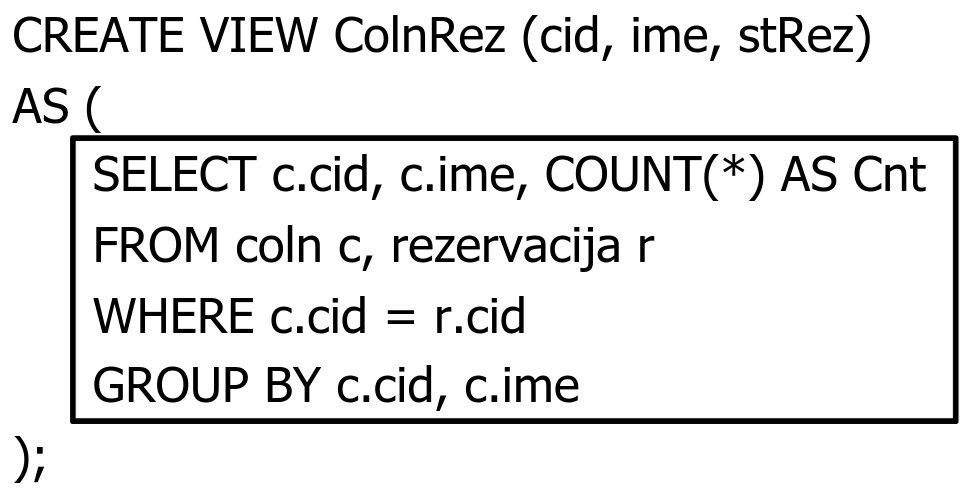 CREATE VIEW ColnRez (cid, ime, stRez)
AS (
SELECT c.cid, c.ime, COUNT(*) AS Cnt
FROM coln c, rezervacija r
WHERE c.cid = r.cid
GROUP BY c.cid, c.ime
);